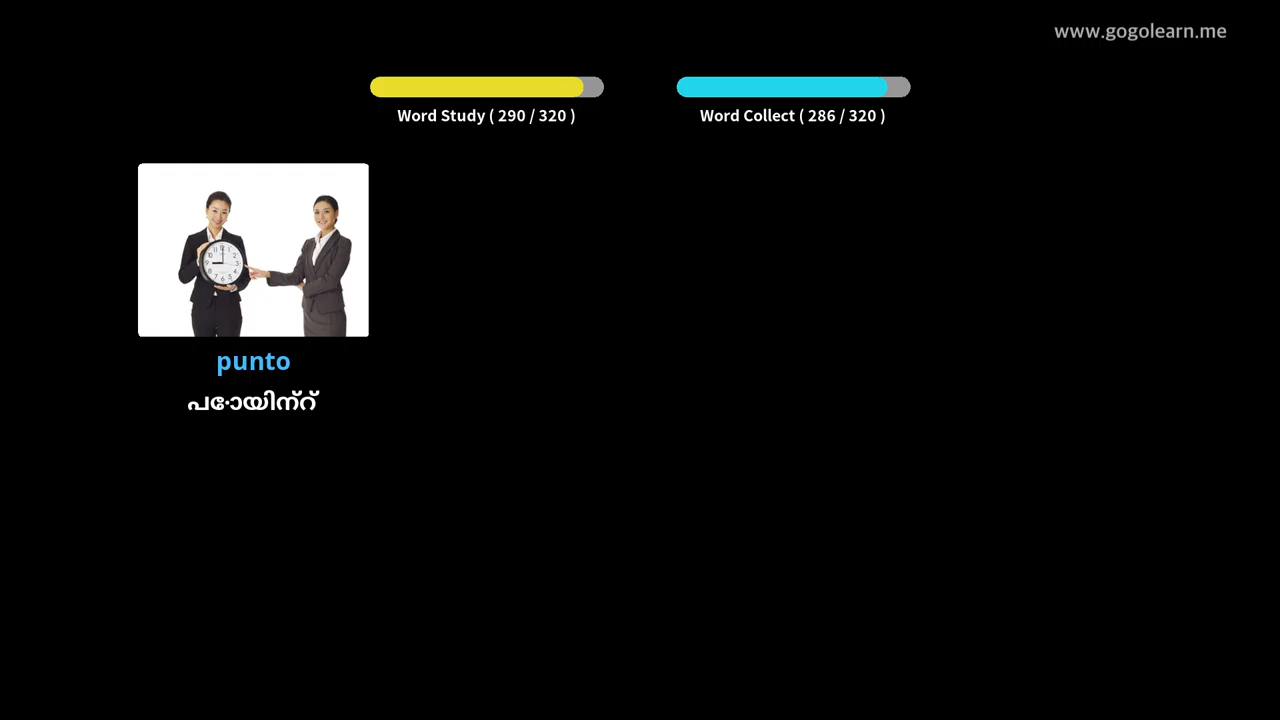 www.gogolearn.me
Word Study ( 290 / 320 )
Word Collect ( 286 / 320 )
punto
പോയിന്റ്